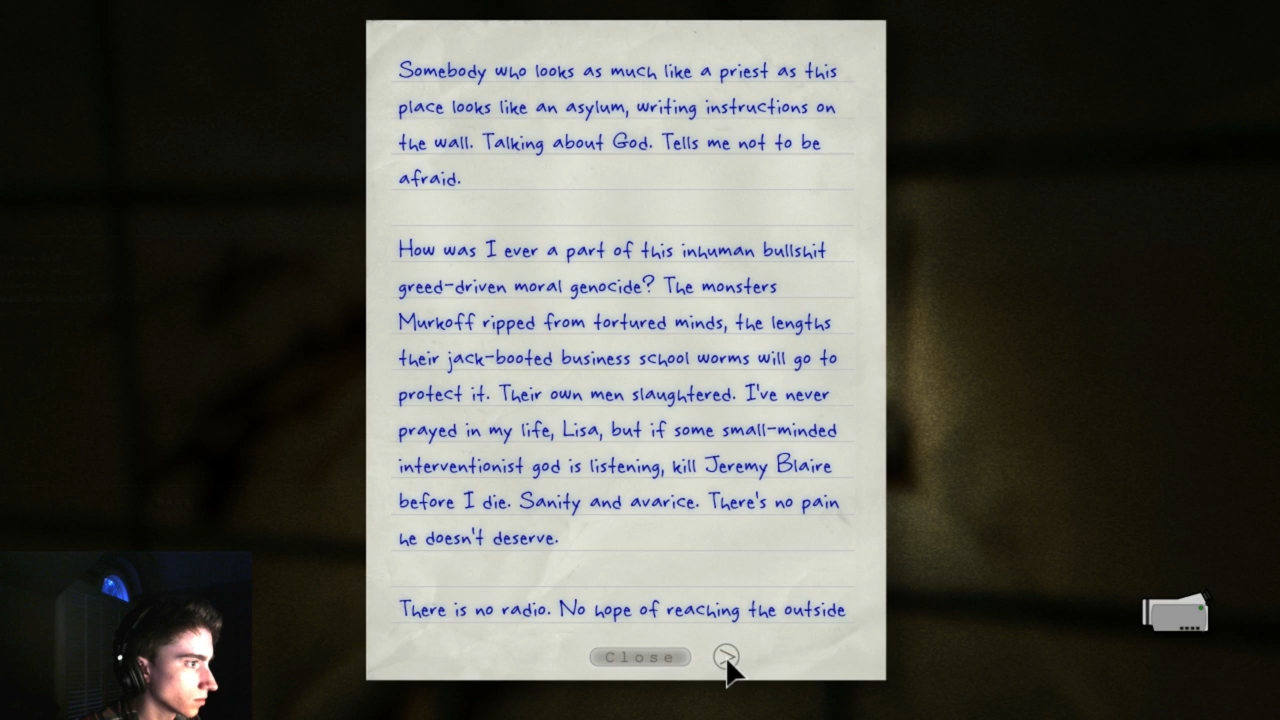 Somebody who looks as much like a priest as this
place looks like an asylum, writing instructions on
the wall. Talking about God. Tells me not to be
afraid.
How was I ever a part of this inhuman bullshit
greed-driven moral genocide? The monsters
Murkoff ripped from tortured minds, the lengths
their jack-booted business school worms will go to
protect it. Their own men slaughtered. I've never
prayed in my life, Lisa, but if some small-minded
interventionist god is listening, kill Jeremy Blaire
before I die. Sanity and avarice. There's no pain
he doesn't deserve.
There is no radio. No hope of reaching the outside
Close >